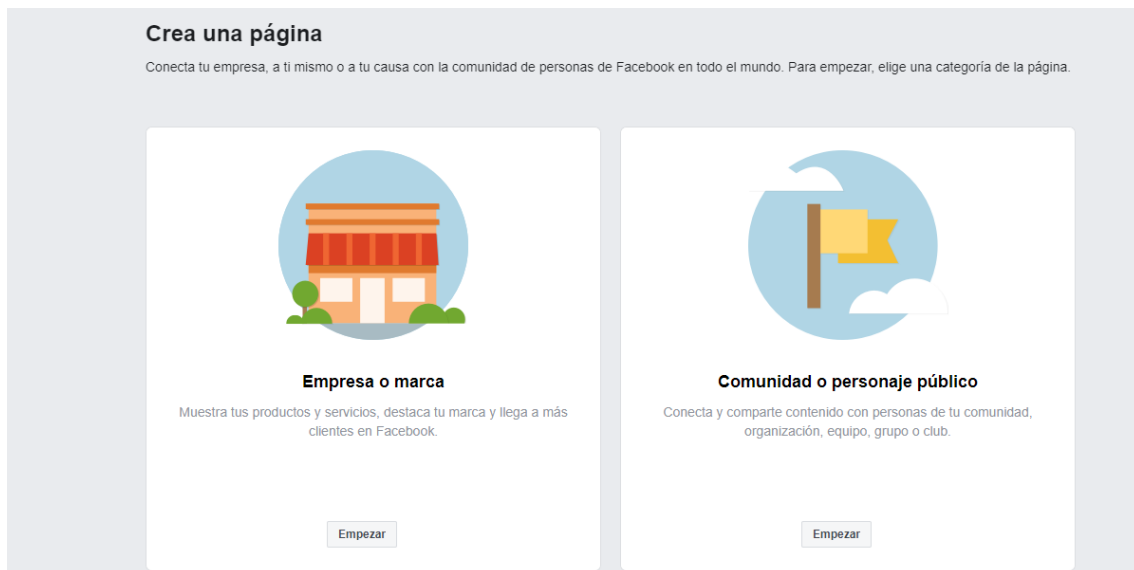 Crea una página
Conecta tu empresa, a ti mismo o a tu causa con la comunidad de personas de Facebook en todo el mundo. Para empezar, elige una categoría de la página.
Empresa o marca
Muestra tus productos y servicios, destaca tu marca y llega a más
clientes en Facebook.
Empezar
Comunidad o personaje público
Conecta y comparte contenido con personas de tu comunidad,
organización, equipo, grupo o club.
Empezar